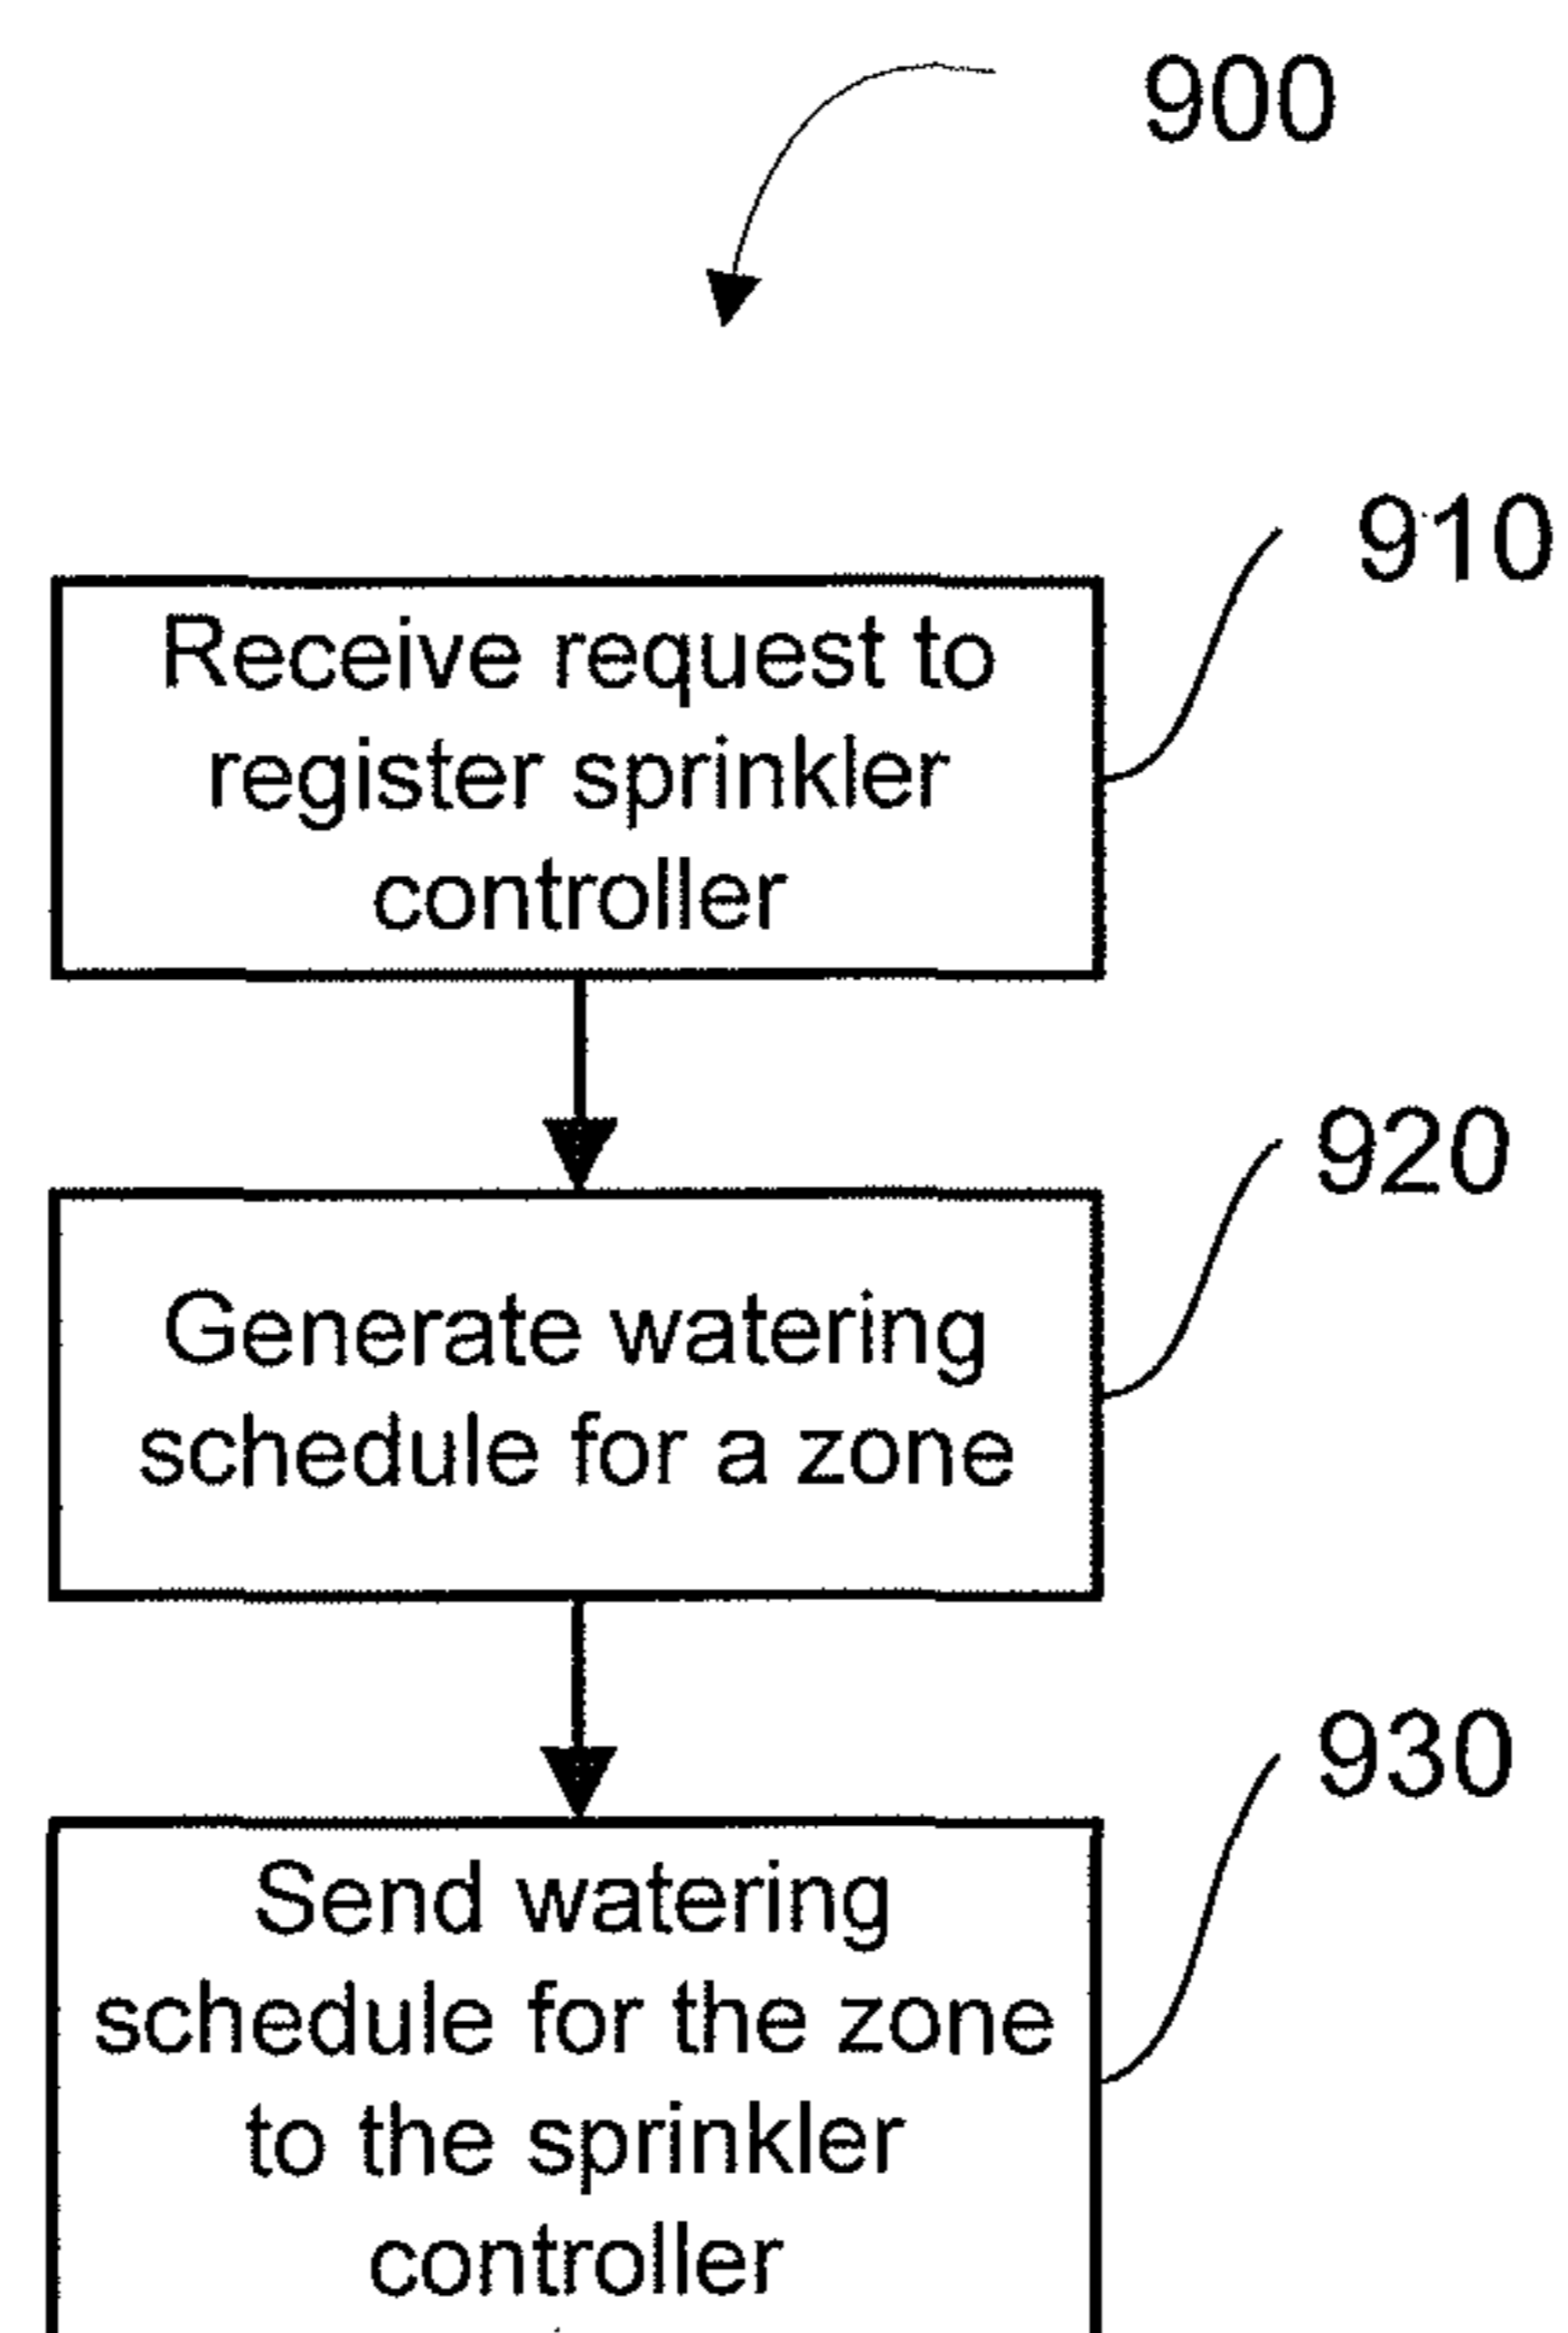 900
910
Receive request to
register sprinkler
controller
920
Generate watering
schedule for a zone
930
Send watering
schedule for the zone
to the sprinkler
controller